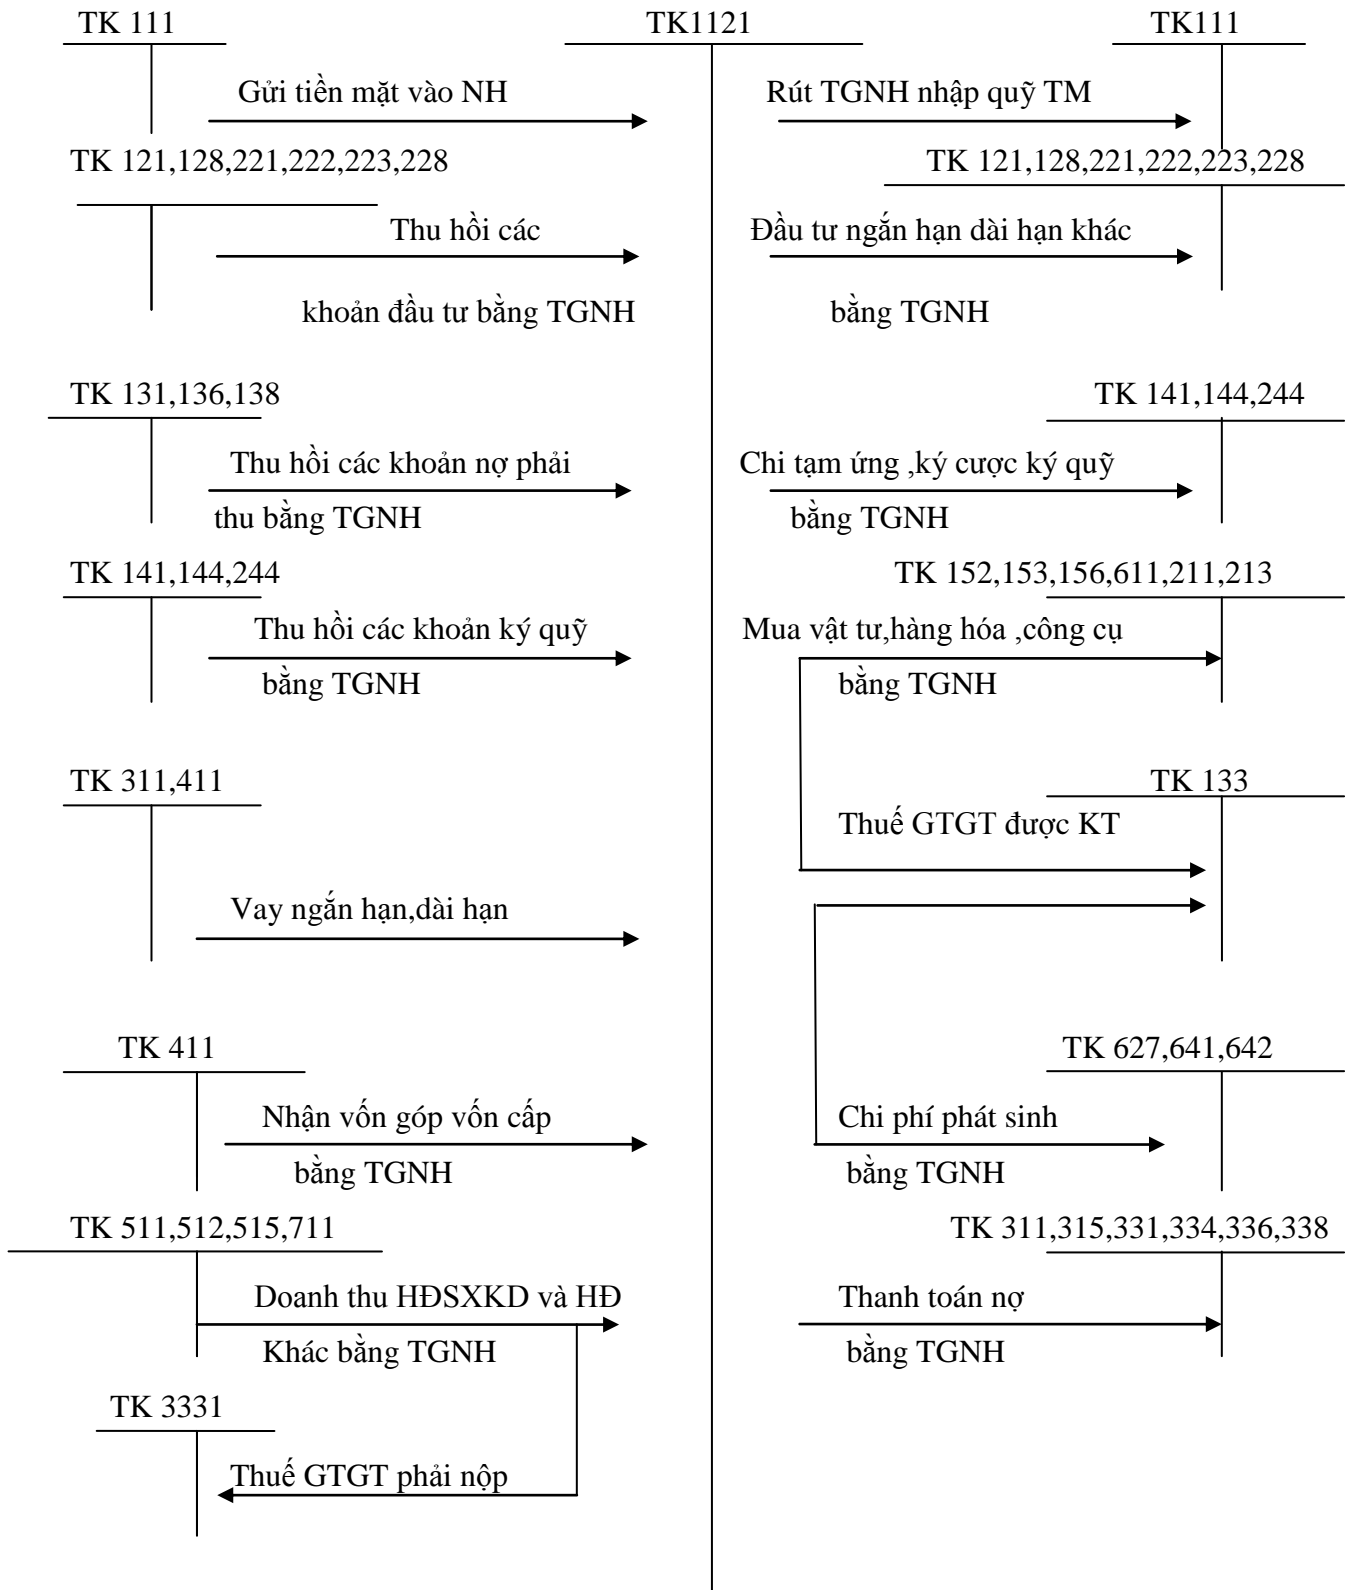 TK 111
TK1121
TK111
Gửi tiền mặt vào NH
Rút TGNH nhập quỹ TM
TK 121,128,221,222,223,228
TK 121,128,221,222,223,228
Thu hồi các
Đầu tư ngắn hạn dài hạn khác
khoản đầu tư bằng TGNH
bằng TGNH
TK 131,136,138
TK 141,144,244
Thu hồi các khoản nợ phải
Chi tạm ứng ,ký cược ký quỹ
thu bằng TGNH
bằng TGNH
TK 141,144,244
TK 152,153,156,611,211,213
Thu hồi các khoản ký quỹ
Mua vật tư,hàng hóa ,công cụ
bằng TGNH
bằng TGNH
TK 311,411
TK 133
Thuế GTGT được KT
Vay ngắn hạn,dài hạn
TK 411
TK 627,641,642
Nhận vốn góp vốn cấp
Chi phí phát sinh
bằng TGNH
bằng TGNH
TK 511,512,515,711
TK 311,315,331,334,336,338
Doanh thu HĐSXKD và HĐ
Thanh toán nợ
Khác bằng TGNH
bằng TGNH
TK 3331
Thuế GTGT phải nộp